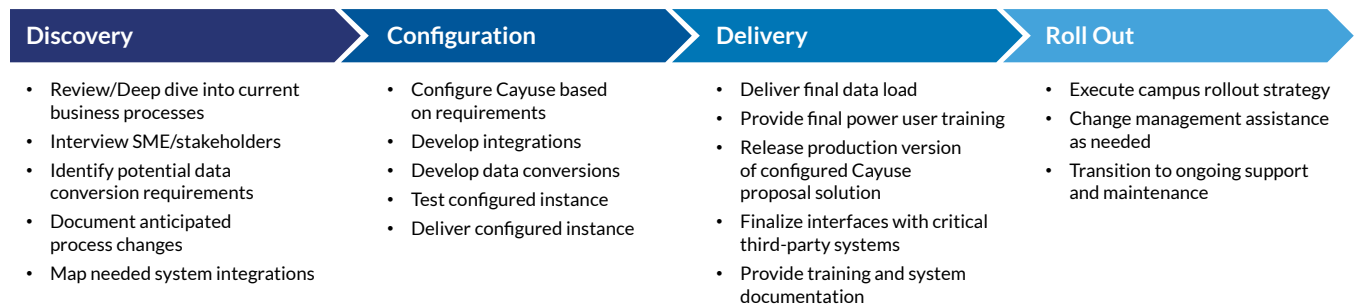 Discovery
• Review/Deep dive into current
business processes
• Interview SME/stakeholders
• Identify potential data
conversion requirements
• Document anticipated
process changes
• Map needed system integrations
Configuration
• Configure Cayuse based
on requirements
• Develop integrations
• Develop data conversions
• Test configured instance
• Deliver configured instance
Delivery
• Deliver final data load
• Provide final power user training
• Release production version
of configured Cayuse
proposal solution
• Finalize interfaces with critical
third-party systems
• Provide training and system
documentation
Roll Out
• Execute campus rollout strategy
• Change management assistance
as needed
• Transition to ongoing support
and maintenance